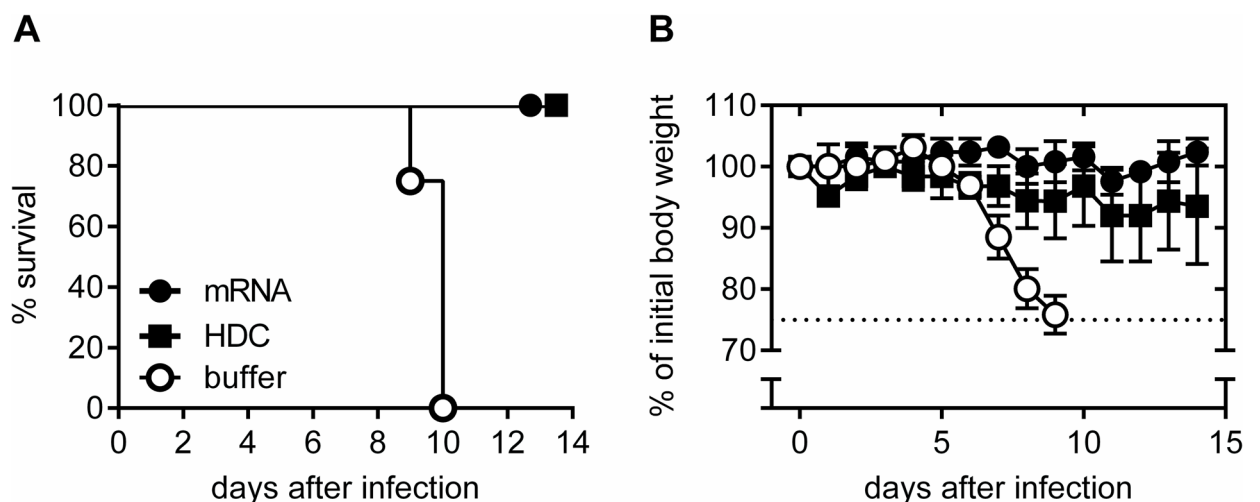 A
B
% survival
100
80
60
40
20
0
mRNA
HDC
buffer
0 2 4 6 8 10 12 14
days after infection
% of initial body weight
110
100
90
80
70
0 5 10 15
days after infection